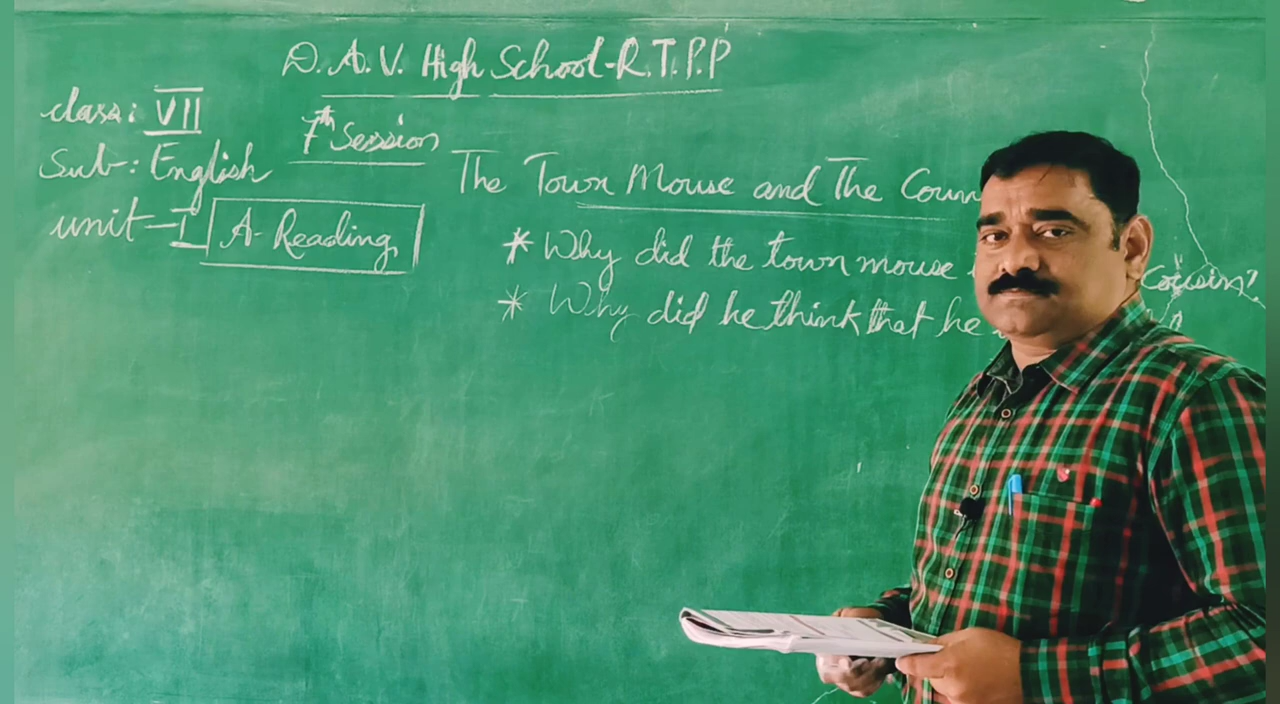 D.A.V. High School-R.T.P.P
class: VII
7th Session
Sub: English
The Town Mouse and The Coun
unit-I A-Reading
* Why did the town mouse Cousin?
* Why did he think that he